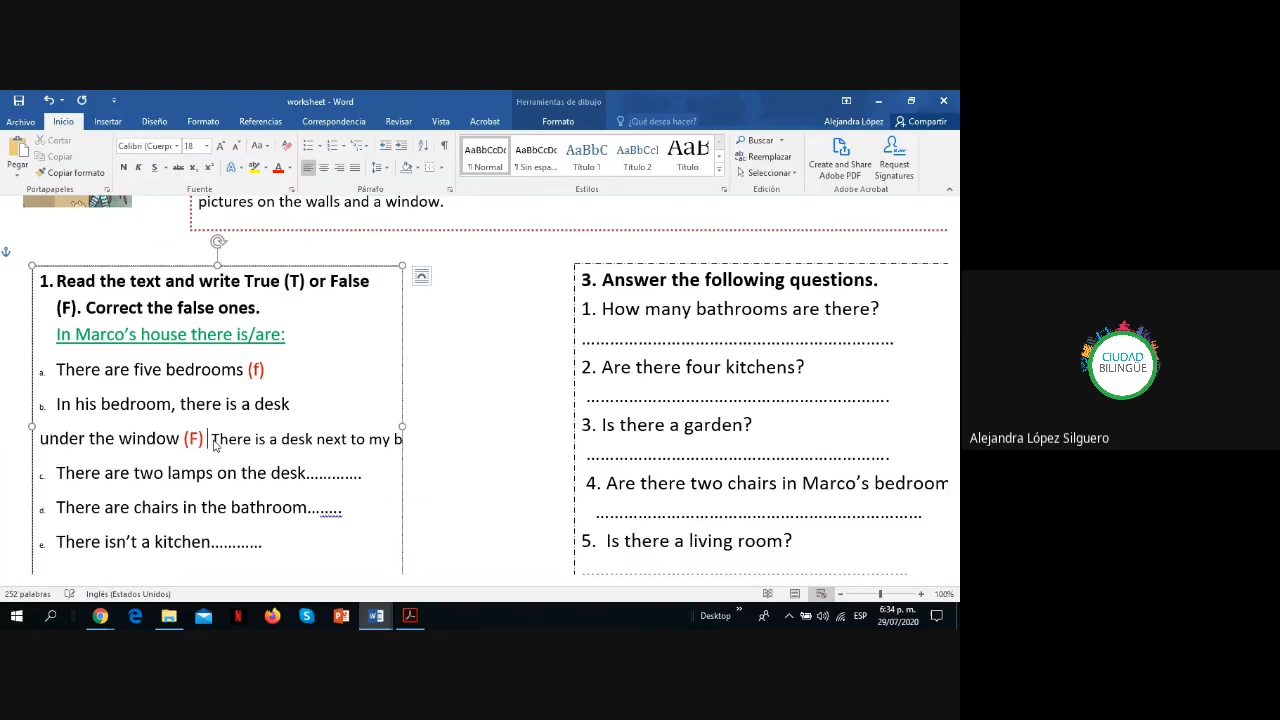 worksheet - Word
Herramientas de dibujo
Archivo Inicio Insertar Diseño Formato Referencias Correspondencia Revisar Vista Acrobat Formato ¿Qué desea hacer? Alejandra López Compartir
Pegar
Cortar
Copiar
Copiar formato
Portapapeles
Calibri (Cuerp 18
N K S abc x₂ x²
Fuente
Párrafo
AaBbCcDc AaBbCcDc AaBbC AaBbCcI AaB
¶ Normal ¶ Sin espa... Título 1 Título 2 Título
Estilos
Buscar
Reemplazar
Seleccionar
Edición
Create and Share Adobe PDF
Request Signatures
Adobe Acrobat
pictures on the walls and a window.
1. Read the text and write True (T) or False
(F). Correct the false ones.
In Marco's house there is/are:
a. There are five bedrooms (f)
b. In his bedroom, there is a desk
under the window (F) There is a desk next to my b
c. There are two lamps on the desk.............
d. There are chairs in the bathroom........
e. There isn't a kitchen............
3. Answer the following questions.
1. How many bathrooms are there?
................................................................
2. Are there four kitchens?
................................................................
3. Is there a garden?
................................................................
4. Are there two chairs in Marco's bedroom
................................................................
5. Is there a living room?
................................................................
252 palabras Inglés (Estados Unidos) 100%
Desktop » ESP 6:34 p. m.
29/07/2020
CIUDAD
BILINGÜE
Alejandra López Silguero